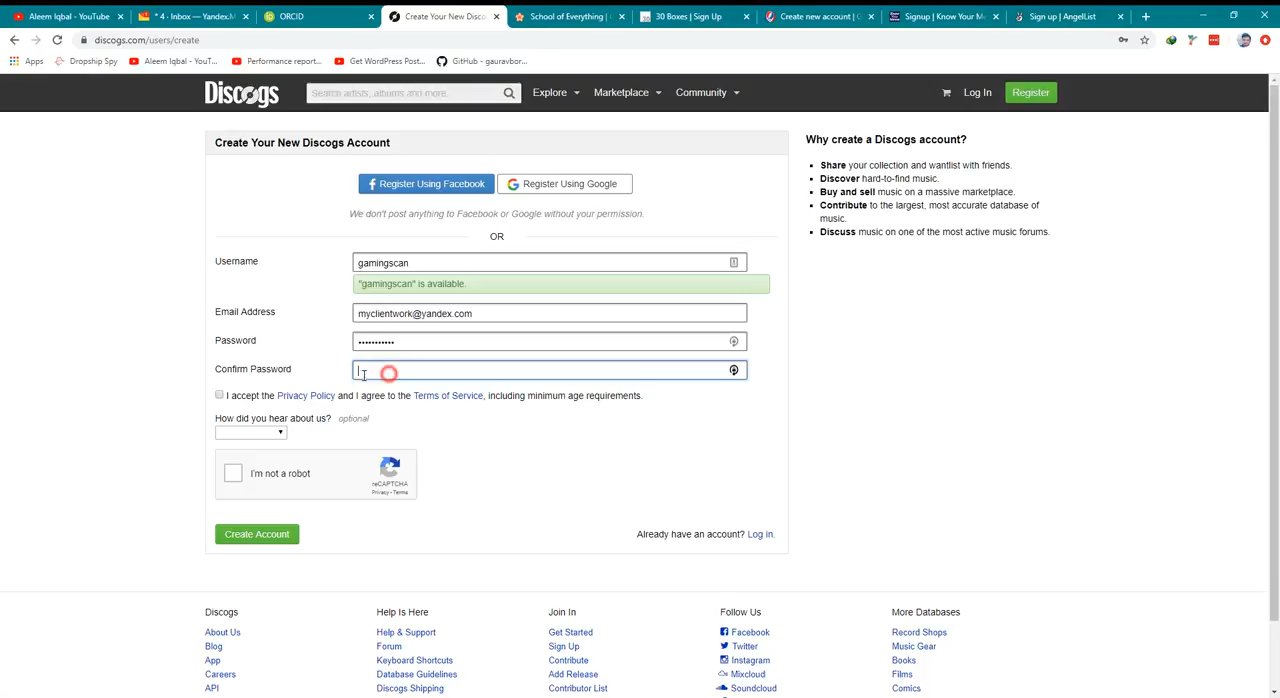 Aleem Iqbal - YouTube
* 4 · Inbox — Yandex.M
ORCID
Create Your New Disco
School of Everything |
30 Boxes | Sign Up
Create new account |
Signup | Know Your M
Sign up | AngelList
discogs.com/users/create
Apps
Dropship Spy
Aleem Iqbal - YouT...
Performance report...
Get WordPress Post...
GitHub - gauravbor...
Discogs
Search artists, albums and more...
Explore
Marketplace
Community
Log In
Register
Create Your New Discogs Account
Register Using Facebook
Register Using Google
We don't post anything to Facebook or Google without your permission.
OR
Username
gamingscan
"gamingscan" is available.
Email Address
myclientwork@yandex.com
Password
•••••••••••
Confirm Password
I accept the Privacy Policy and I agree to the Terms of Service, including minimum age requirements.
How did you hear about us? optional
I'm not a robot
reCAPTCHA
Privacy - Terms
Create Account
Already have an account? Log in.
Why create a Discogs account?
Share your collection and wantlist with friends.
Discover hard-to-find music.
Buy and sell music on a massive marketplace.
Contribute to the largest, most accurate database of
music.
Discuss music on one of the most active music forums.
Discogs
About Us
Blog
App
Careers
API
Help Is Here
Help & Support
Forum
Keyboard Shortcuts
Database Guidelines
Discogs Shipping
Join In
Get Started
Sign Up
Contribute
Add Release
Contributor List
Follow Us
Facebook
Twitter
Instagram
Mixcloud
Soundcloud
More Databases
Record Shops
Music Gear
Books
Films
Comics